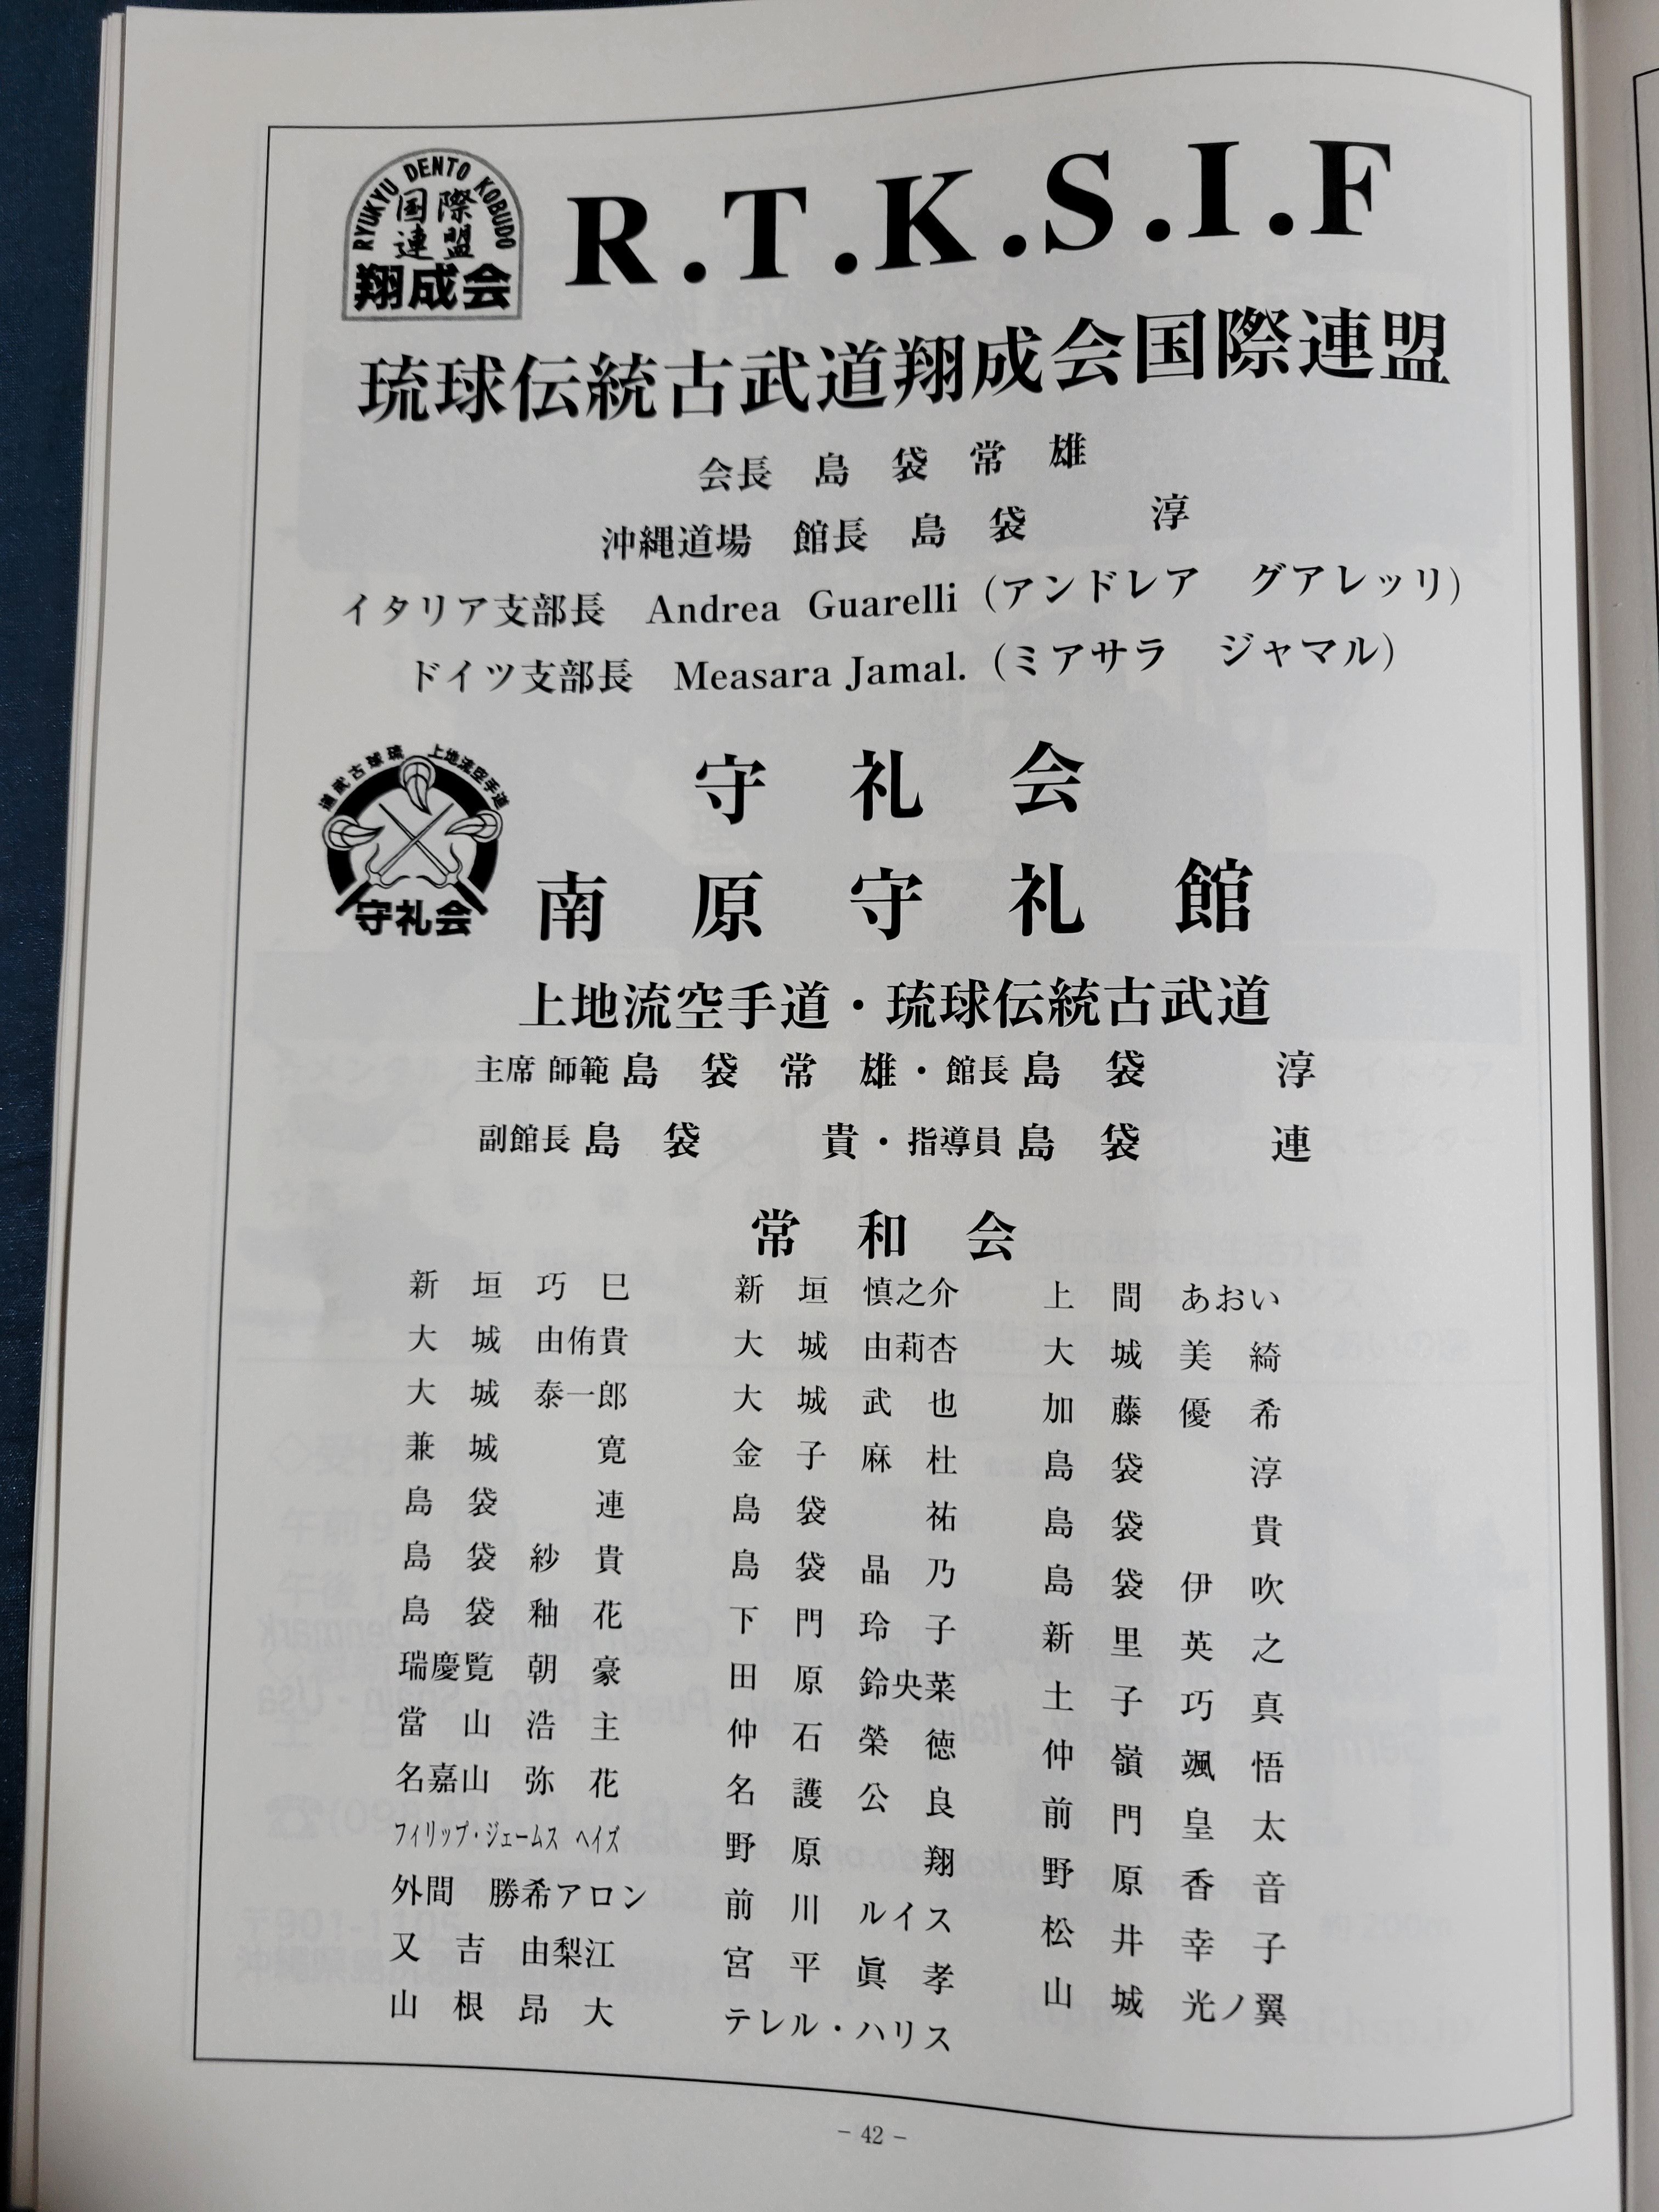 RYUKYU DENTO KOBUDO
国際
連盟
翔成会
R.T.K.S.I.F
琉球伝統古武道翔成会国際連盟
会長 島袋常雄
沖縄道場 館長 島袋 淳
イタリア支部長 Andrea Guarelli (アンドレア グアレッリ)
ドイツ支部長 Measara Jamal. (ミアサラ ジャマル)
琉球古武道 上地流空手道
守礼会
守礼会
南原守礼館
上地流空手道・琉球伝統古武道
主席 師範 島袋常雄・館長 島袋 淳
副館長 島袋 貴・指導員 島袋 連
常和会
新垣巧巳 新垣慎之介 上間あおい
大城由侑貴 大城由莉杏 大城美綺
大城泰一郎 大城武也 加藤優希
兼城 寛 金子麻杜 島袋 淳
島袋 連 島袋 祐 島袋 貴
島袋紗貴 島袋晶乃 島袋伊吹
島袋釉花 下門玲子 新里英之
瑞慶覧朝豪 田原鈴央菜 土子巧真
當山浩主 仲石榮徳 仲嶺颯悟
名嘉山弥花 名護公良 前門皇太
フィリップ・ジェームス ヘイズ 野原 翔 野原香音
外間 勝希アロン 前川ルイス 松井幸子
又吉由梨江 宮平眞孝 山城光ノ翼
山根昂大 テレル・ハリス
- 42 -